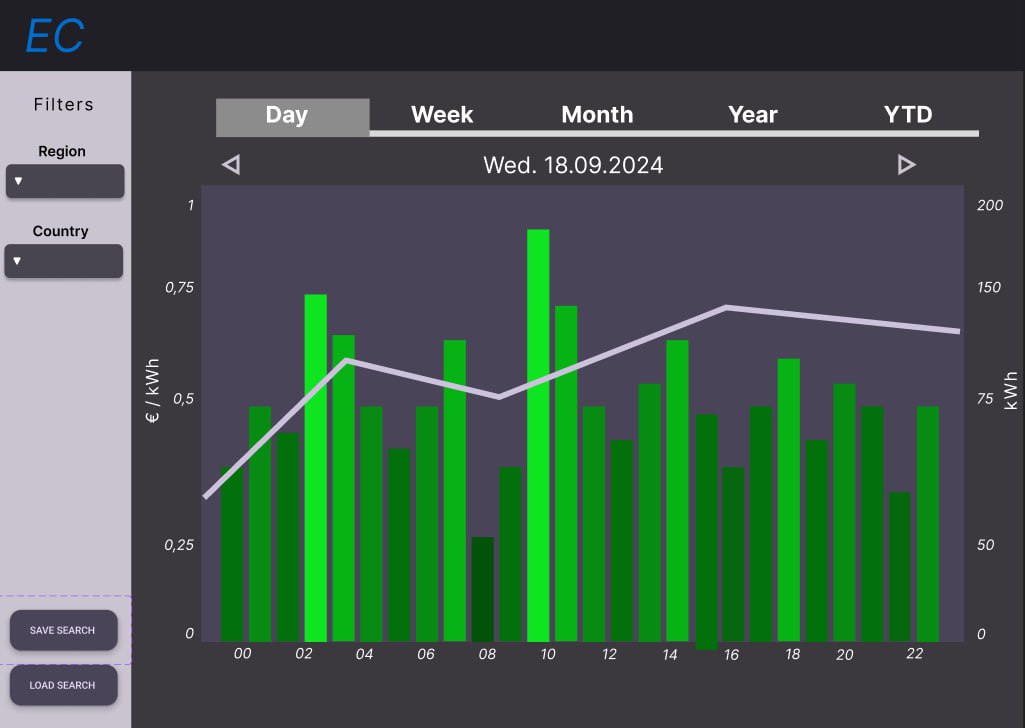 EC
Filters
Region
▼
Country
▼
SAVE SEARCH
LOAD SEARCH
Day Week Month Year YTD
Wed. 18.09.2024
€ / kWh
1
0,75
0,5
0,25
0
200
150
75
50
0
kWh
00 02 04 06 08 10 12 14 16 18 20 22